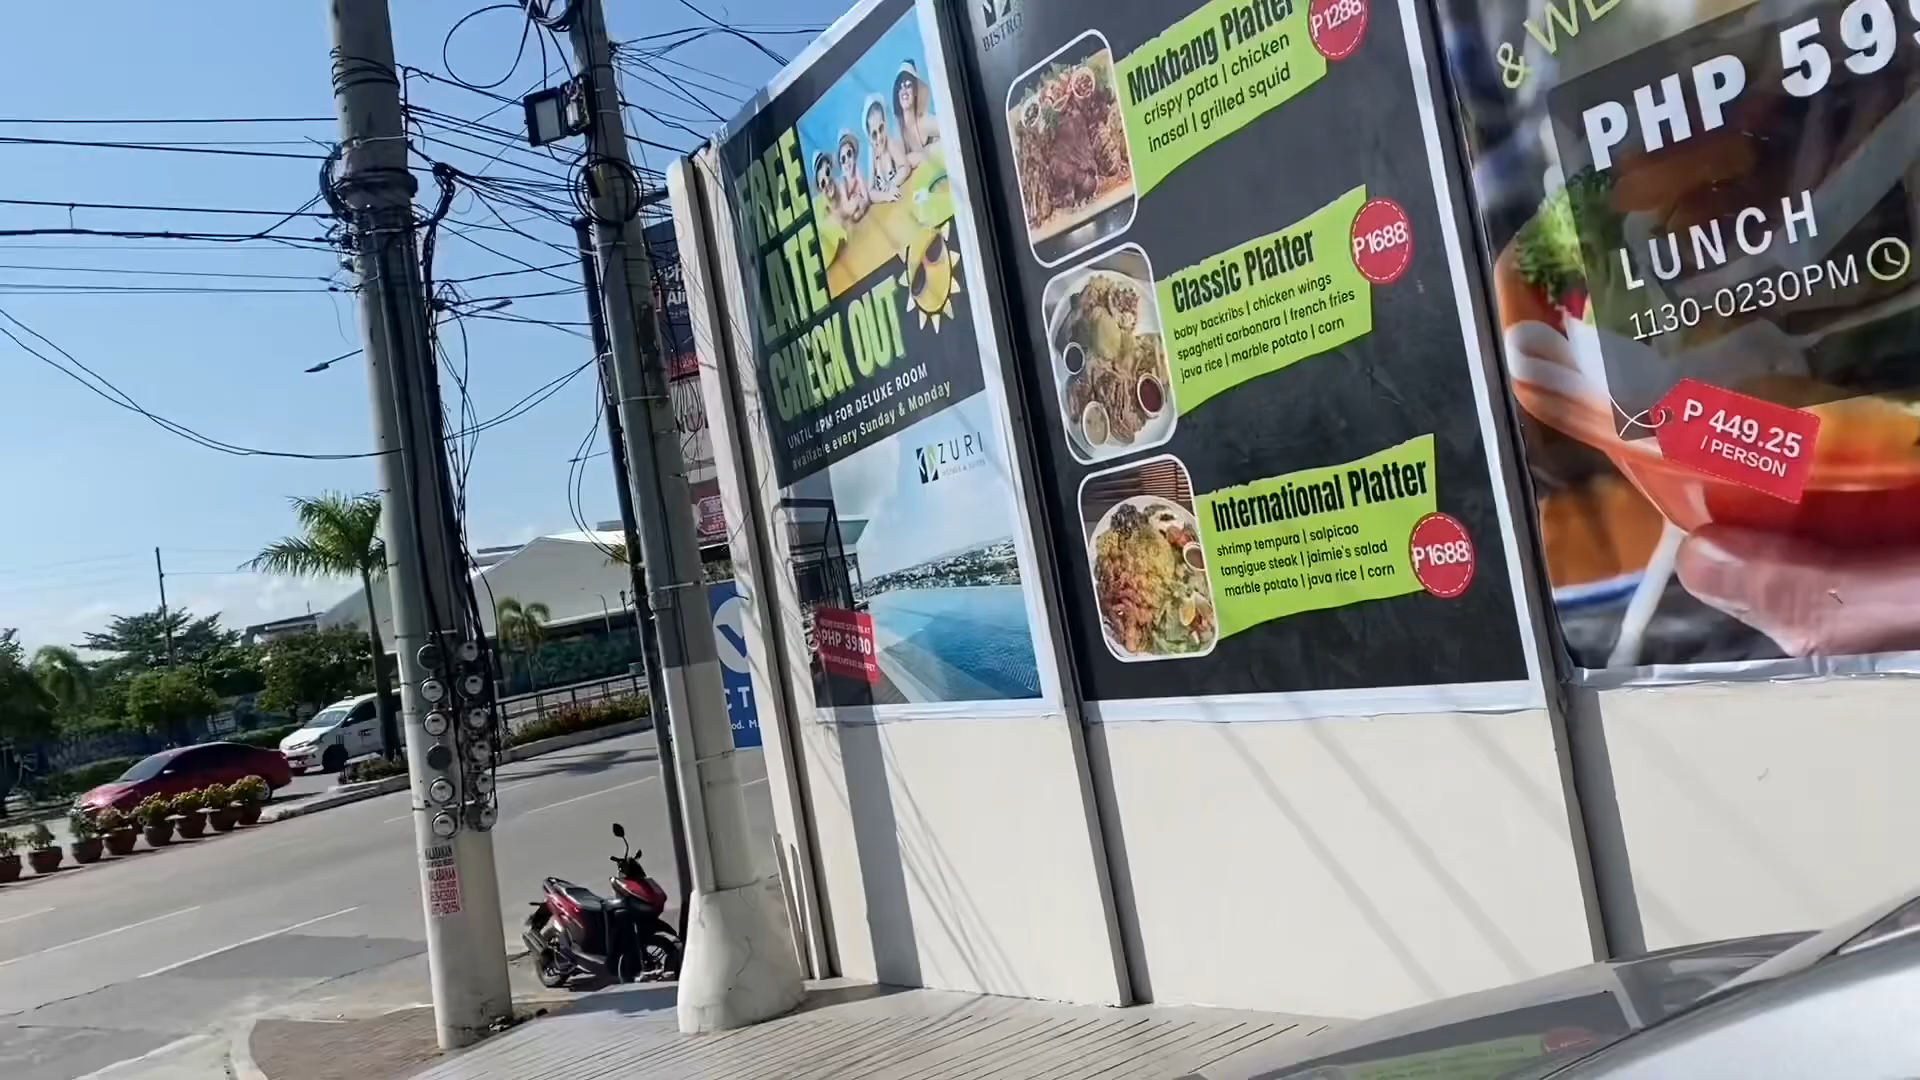 FREE
LATE
CHECK OUT
UNTIL 4PM FOR DELUXE ROOM
available every Sunday & Monday
ZURI
PHP 3980
BISTRO
Mukbang Platter
P1288
crispy pata | chicken
inasal | grilled squid
Classic Platter
P1688
baby backribs | chicken wings
spaghetti carbonara | french fries
java rice | marble potato | corn
International Platter
shrimp tempura | salpicao
tangigue steak | jaimie's salad
marble potato | java rice | corn
P1688
PHP 599
LUNCH
1130-0230PM
P 449.25
/ PERSON
MALABANAN